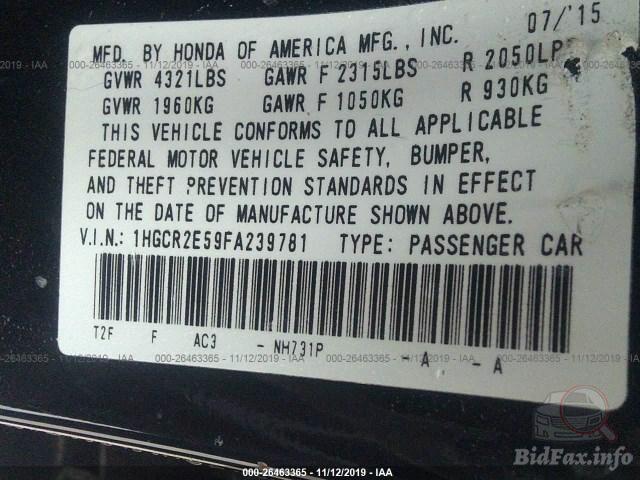 07/'15
MFD. BY HONDA OF AMERICA MFG., INC.
GVWR 4321LBS GAWR F 2315LBS R 2050LB
GVWR 1960KG GAWR F 1050KG R 930KG
THIS VEHICLE CONFORMS TO ALL APPLICABLE
FEDERAL MOTOR VEHICLE SAFETY, BUMPER,
AND THEFT PREVENTION STANDARDS IN EFFECT
ON THE DATE OF MANUFACTURE SHOWN ABOVE.
V.I.N.: 1HGCR2E59FA239781 TYPE: PASSENGER CAR
T2F F AC3 - NH731P - A - A
000-26463365 - 11/12/2019 - IAA
BidFax.info